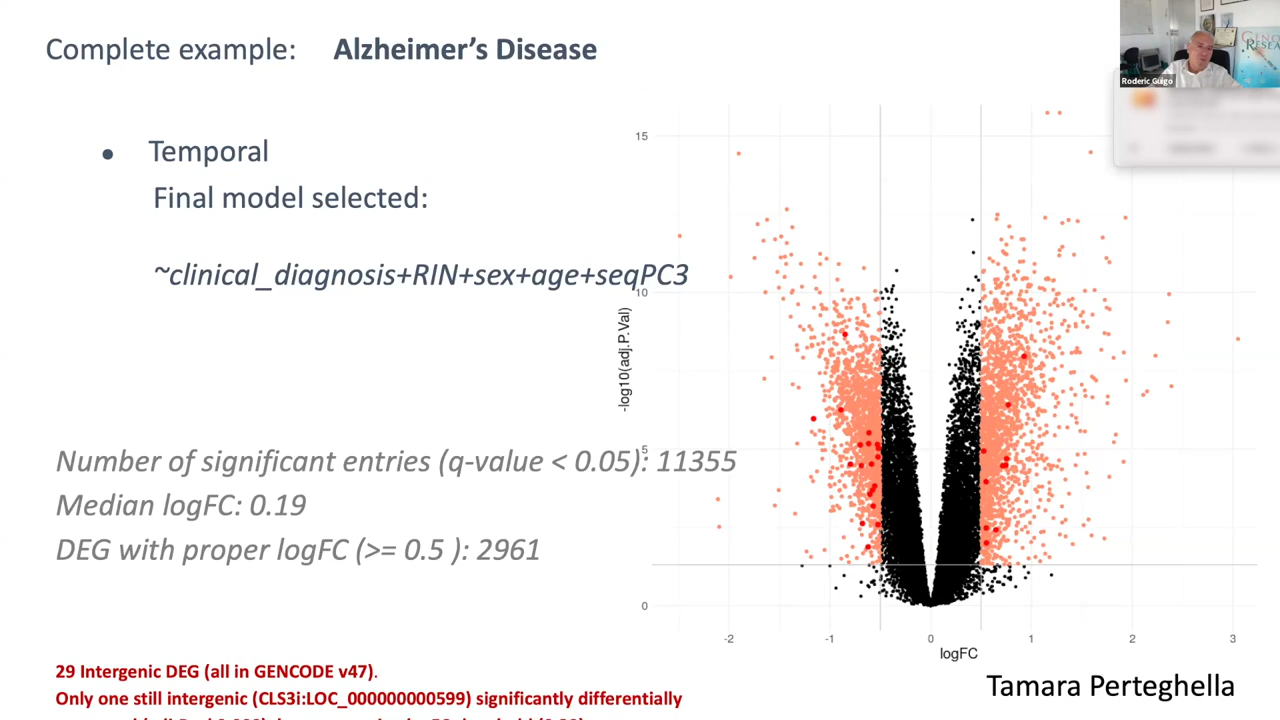 Complete example: Alzheimer's Disease
Roderic Guigo
• Temporal
Final model selected:
~clinical_diagnosis+RIN+sex+age+seqPC3
Number of significant entries (q-value < 0.05): 11355
Median logFC: 0.19
DEG with proper logFC (>= 0.5 ): 2961
29 Intergenic DEG (all in GENCODE v47).
Only one still intergenic (CLS3i:LOC_000000000599) significantly differentially
15
10
5
0
-log10(adj.P.Val)
-2 -1 0 1 2 3
logFC
Tamara Perteghella